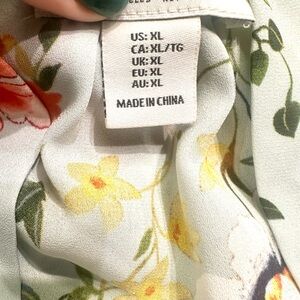 US: XL
CA: XL/TG
UK: XL
EU: XL
AU: XL
MADE IN CHINA